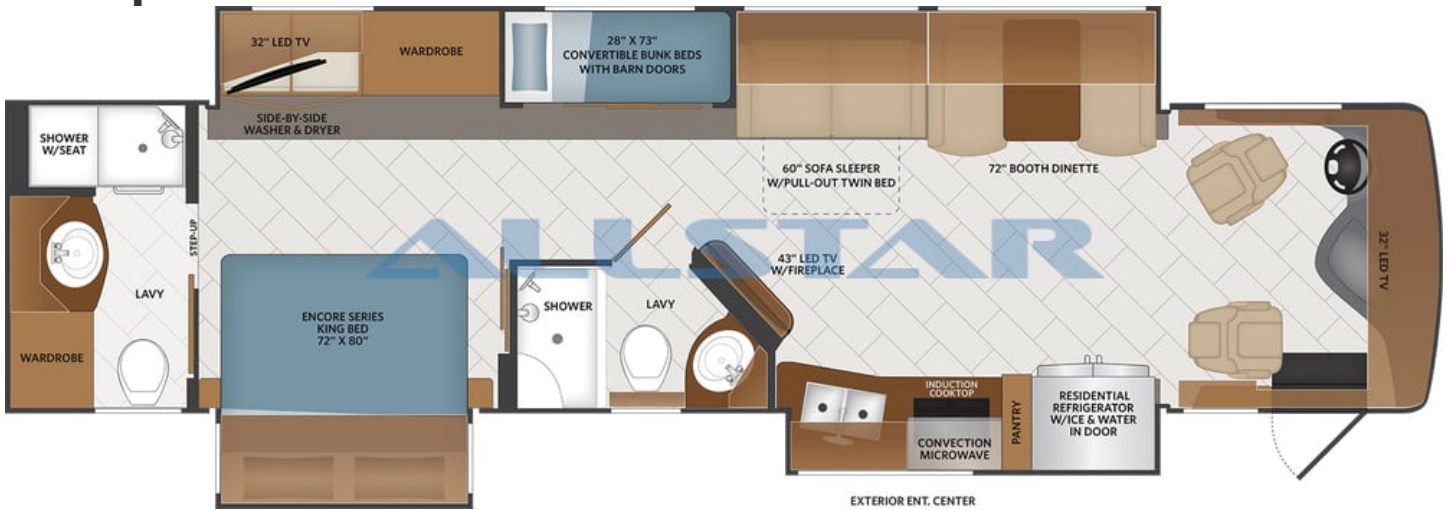 32" LED TV
WARDROBE
28" X 73"
CONVERTIBLE BUNK BEDS
WITH BARN DOORS
SIDE-BY-SIDE
WASHER & DRYER
SHOWER
W/SEAT
60" SOFA SLEEPER
W/PULL-OUT TWIN BED
72" BOOTH DINETTE
STEP-UP
ALLSTAR
43" LED TV
W/FIREPLACE
32" LED TV
LAVY
WARDROBE
ENCORE SERIES
KING BED
72" X 80"
SHOWER
LAVY
INDUCTION
COOKTOP
CONVECTION
MICROWAVE
PANTRY
RESIDENTIAL
REFRIGERATOR
W/ICE & WATER
IN DOOR
EXTERIOR ENT. CENTER